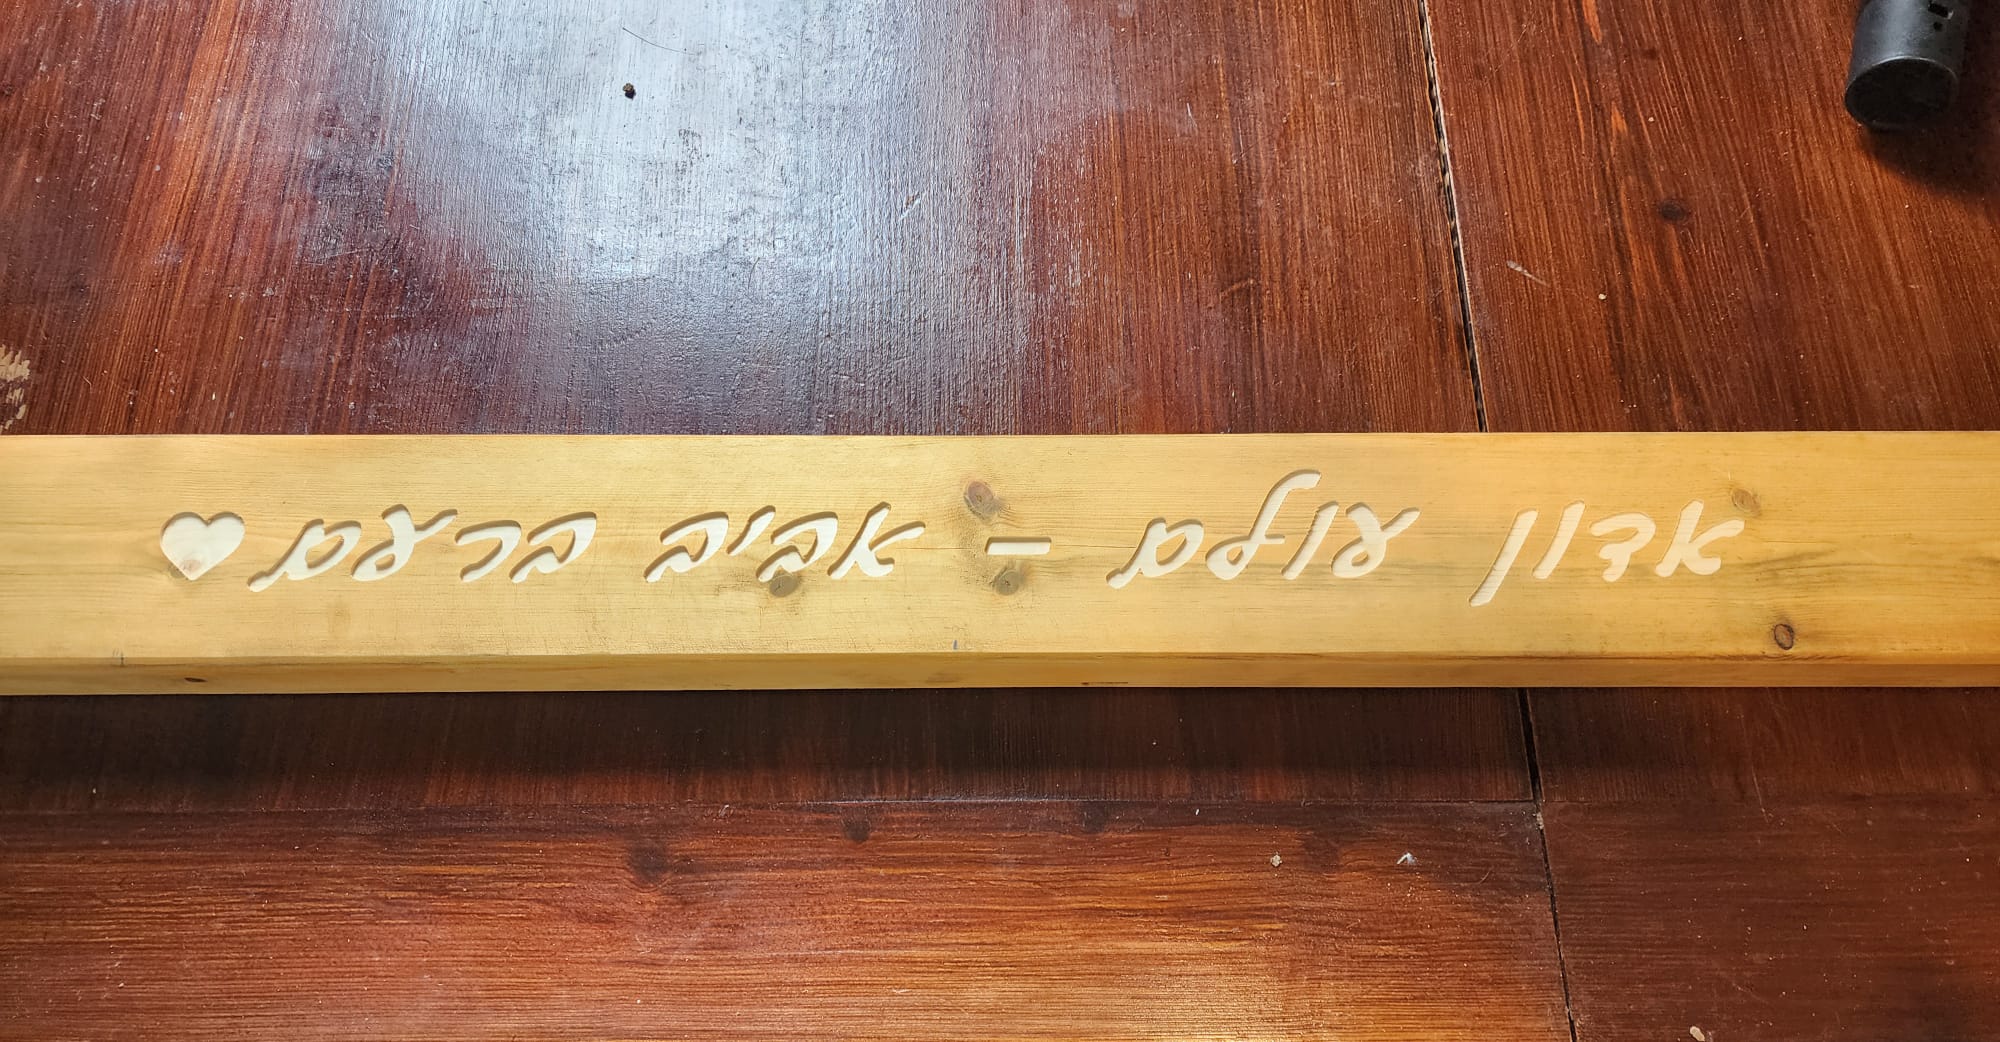 אדון עולם - אביב ברעם ♥